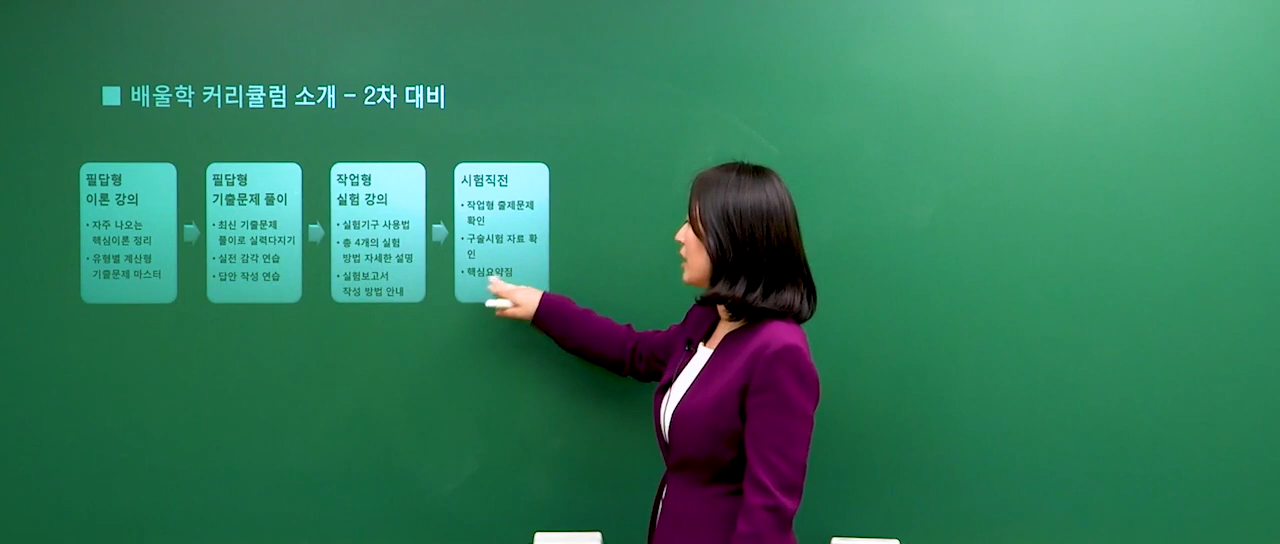 ■ 배울학 커리큘럼 소개 – 2차 대비
필답형
이론 강의
• 자주 나오는
핵심이론 정리
• 유형별 계산형
기출문제 마스터
필답형
기출문제 풀이
• 최신 기출문제
풀이로 실력다지기
• 실전 감각 연습
• 답안 작성 연습
작업형
실험 강의
• 실험기구 사용법
• 총 4개의 실험
방법 자세한 설명
• 실험보고서
작성 방법 안내
시험직전
• 작업형 출제문제
확인
• 구술시험 자료 확
인
• 핵심요약집